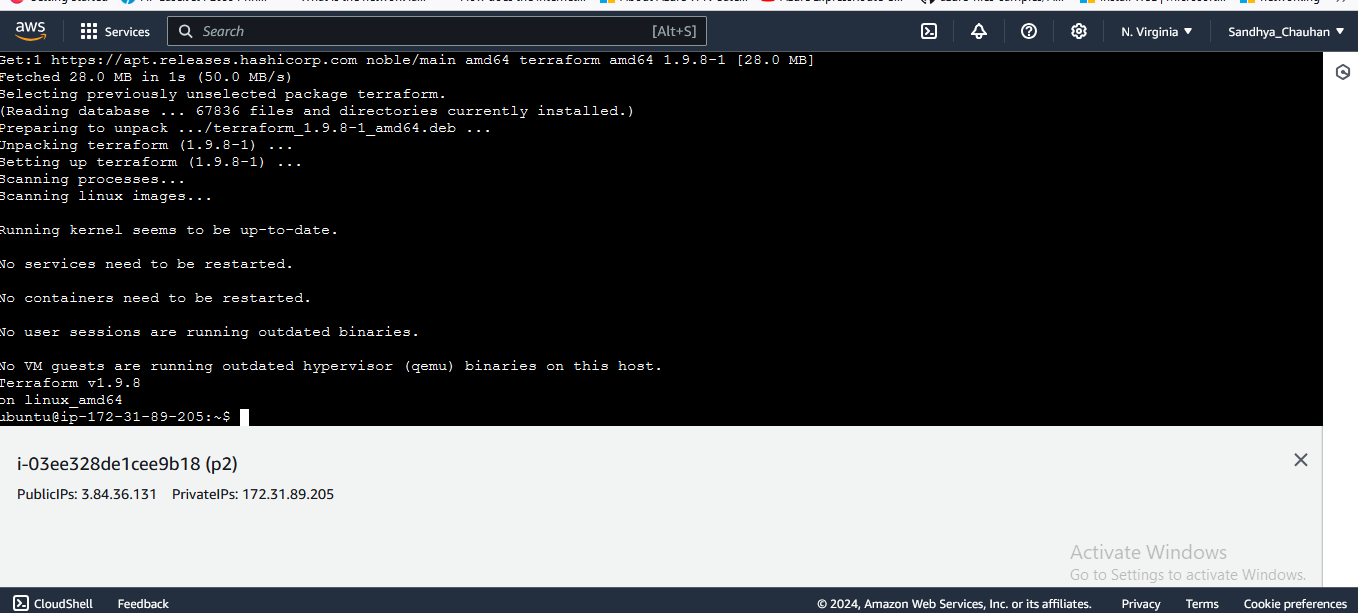 aws
Services
Search
[Alt+S]
N. Virginia
Sandhya_Chauhan
Get:1 https://apt.releases.hashicorp.com noble/main amd64 terraform amd64 1.9.8-1 [28.0 MB]
Fetched 28.0 MB in 1s (50.0 MB/s)
Selecting previously unselected package terraform.
(Reading database ... 67836 files and directories currently installed.)
Preparing to unpack .../terraform_1.9.8-1_amd64.deb ...
Unpacking terraform (1.9.8-1) ...
Setting up terraform (1.9.8-1) ...
Scanning processes...
Scanning linux images...
Running kernel seems to be up-to-date.
No services need to be restarted.
No containers need to be restarted.
No user sessions are running outdated binaries.
No VM guests are running outdated hypervisor (qemu) binaries on this host.
Terraform v1.9.8
on linux_amd64
ubuntu@ip-172-31-89-205:~$
i-03ee328de1cee9b18 (p2)
PublicIPs: 3.84.36.131 PrivateIPs: 172.31.89.205
Activate Windows
Go to Settings to activate Windows.
CloudShell Feedback © 2024, Amazon Web Services, Inc. or its affiliates. Privacy Terms Cookie preferences